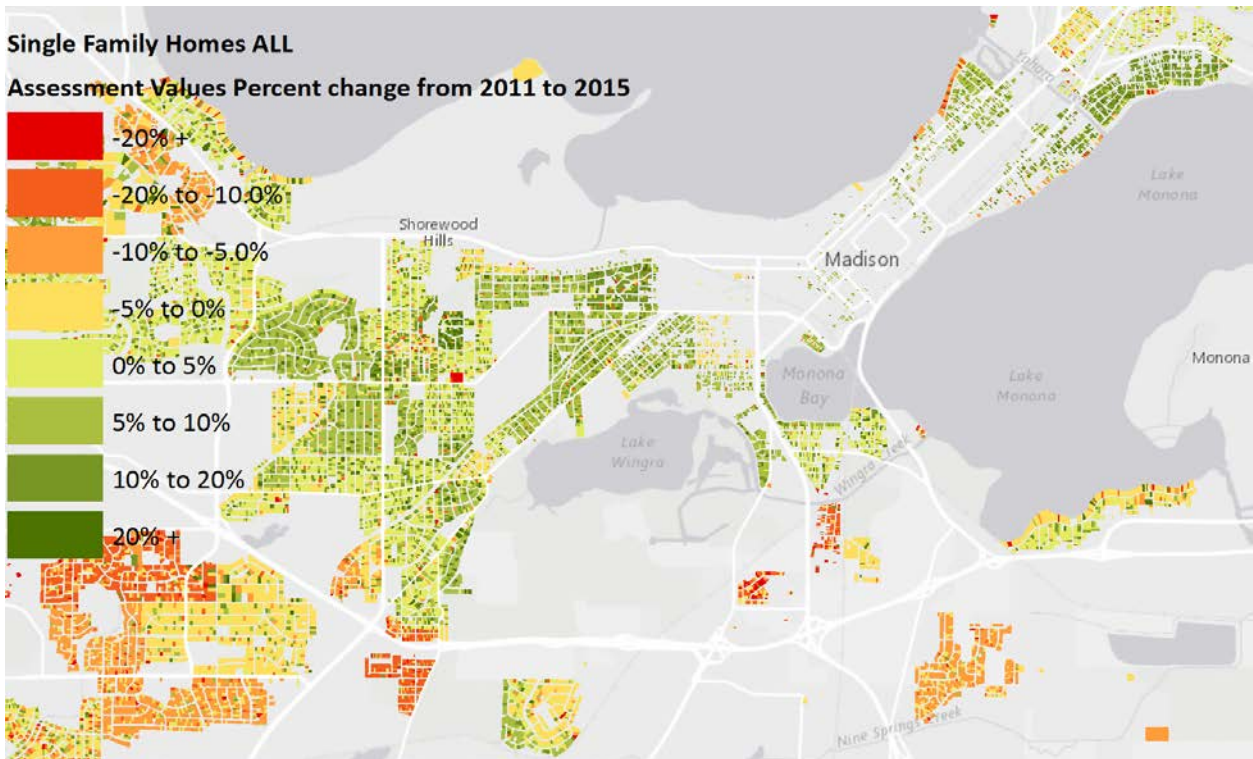 Single Family Homes ALL
Assessment Values Percent change from 2011 to 2015
-20% +
-20% to -10.0%
-10% to -5.0%
-5% to 0%
0% to 5%
5% to 10%
10% to 20%
20% +
Yahara
Lake
Monona
Shorewood
Hills
Madison
Monona
Monona
Bay
Lake
Monona
Lake
Wingra
Wingra Creek
Nine Springs Creek